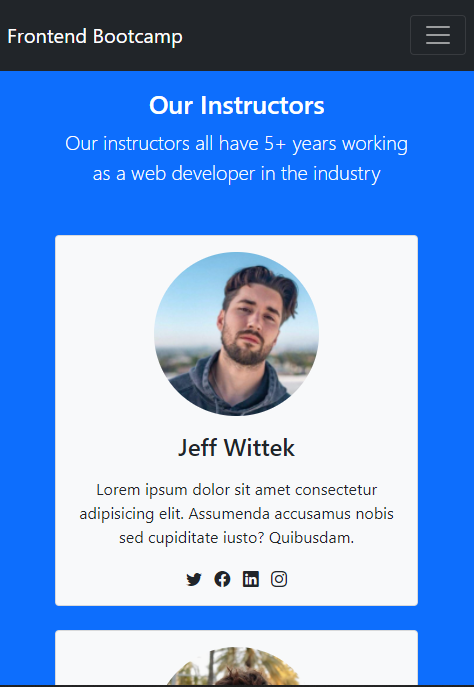 Frontend Bootcamp
Our Instructors
Our instructors all have 5+ years working
as a web developer in the industry
Jeff Wittek
Lorem ipsum dolor sit amet consectetur
adipisicing elit. Assumenda accusamus nobis
sed cupiditate iusto? Quibusdam.